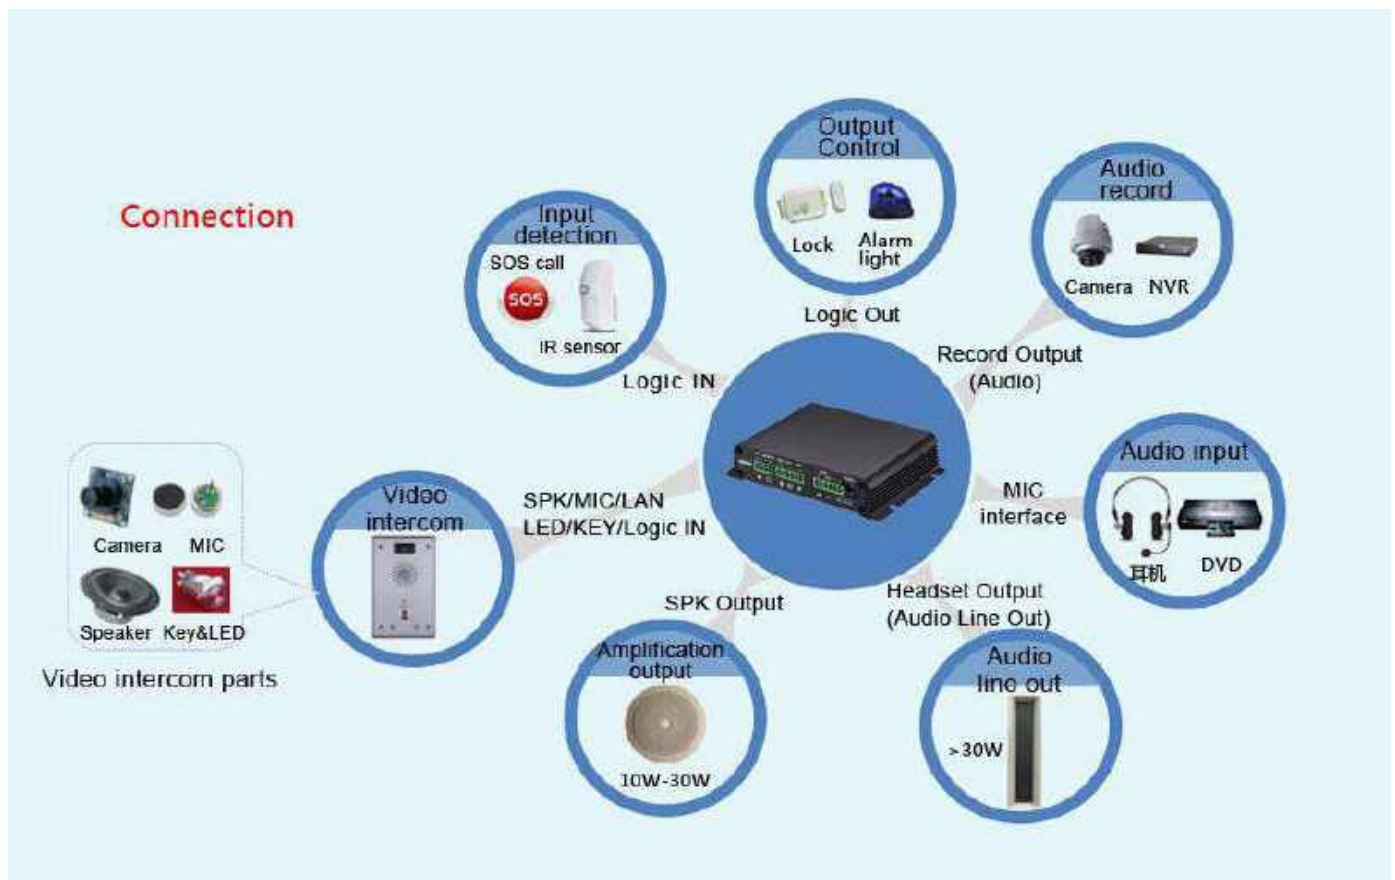 Connection
Output
Control
Lock
Alarm
light
Logic Out
Audio
record
Camera
NVR
Record Output
(Audio)
Input
detection
SOS call
SOS
IR sensor
Logic IN
Audio input
耳机
DVD
MIC
interface
Video
intercom
SPK/MIC/LAN
LED/KEY/Logic IN
Camera
MIC
Speaker
Key&LED
Video intercom parts
SPK Output
Amplification
output
10W-30W
Headset Output
(Audio Line Out)
Audio
line out
>30W